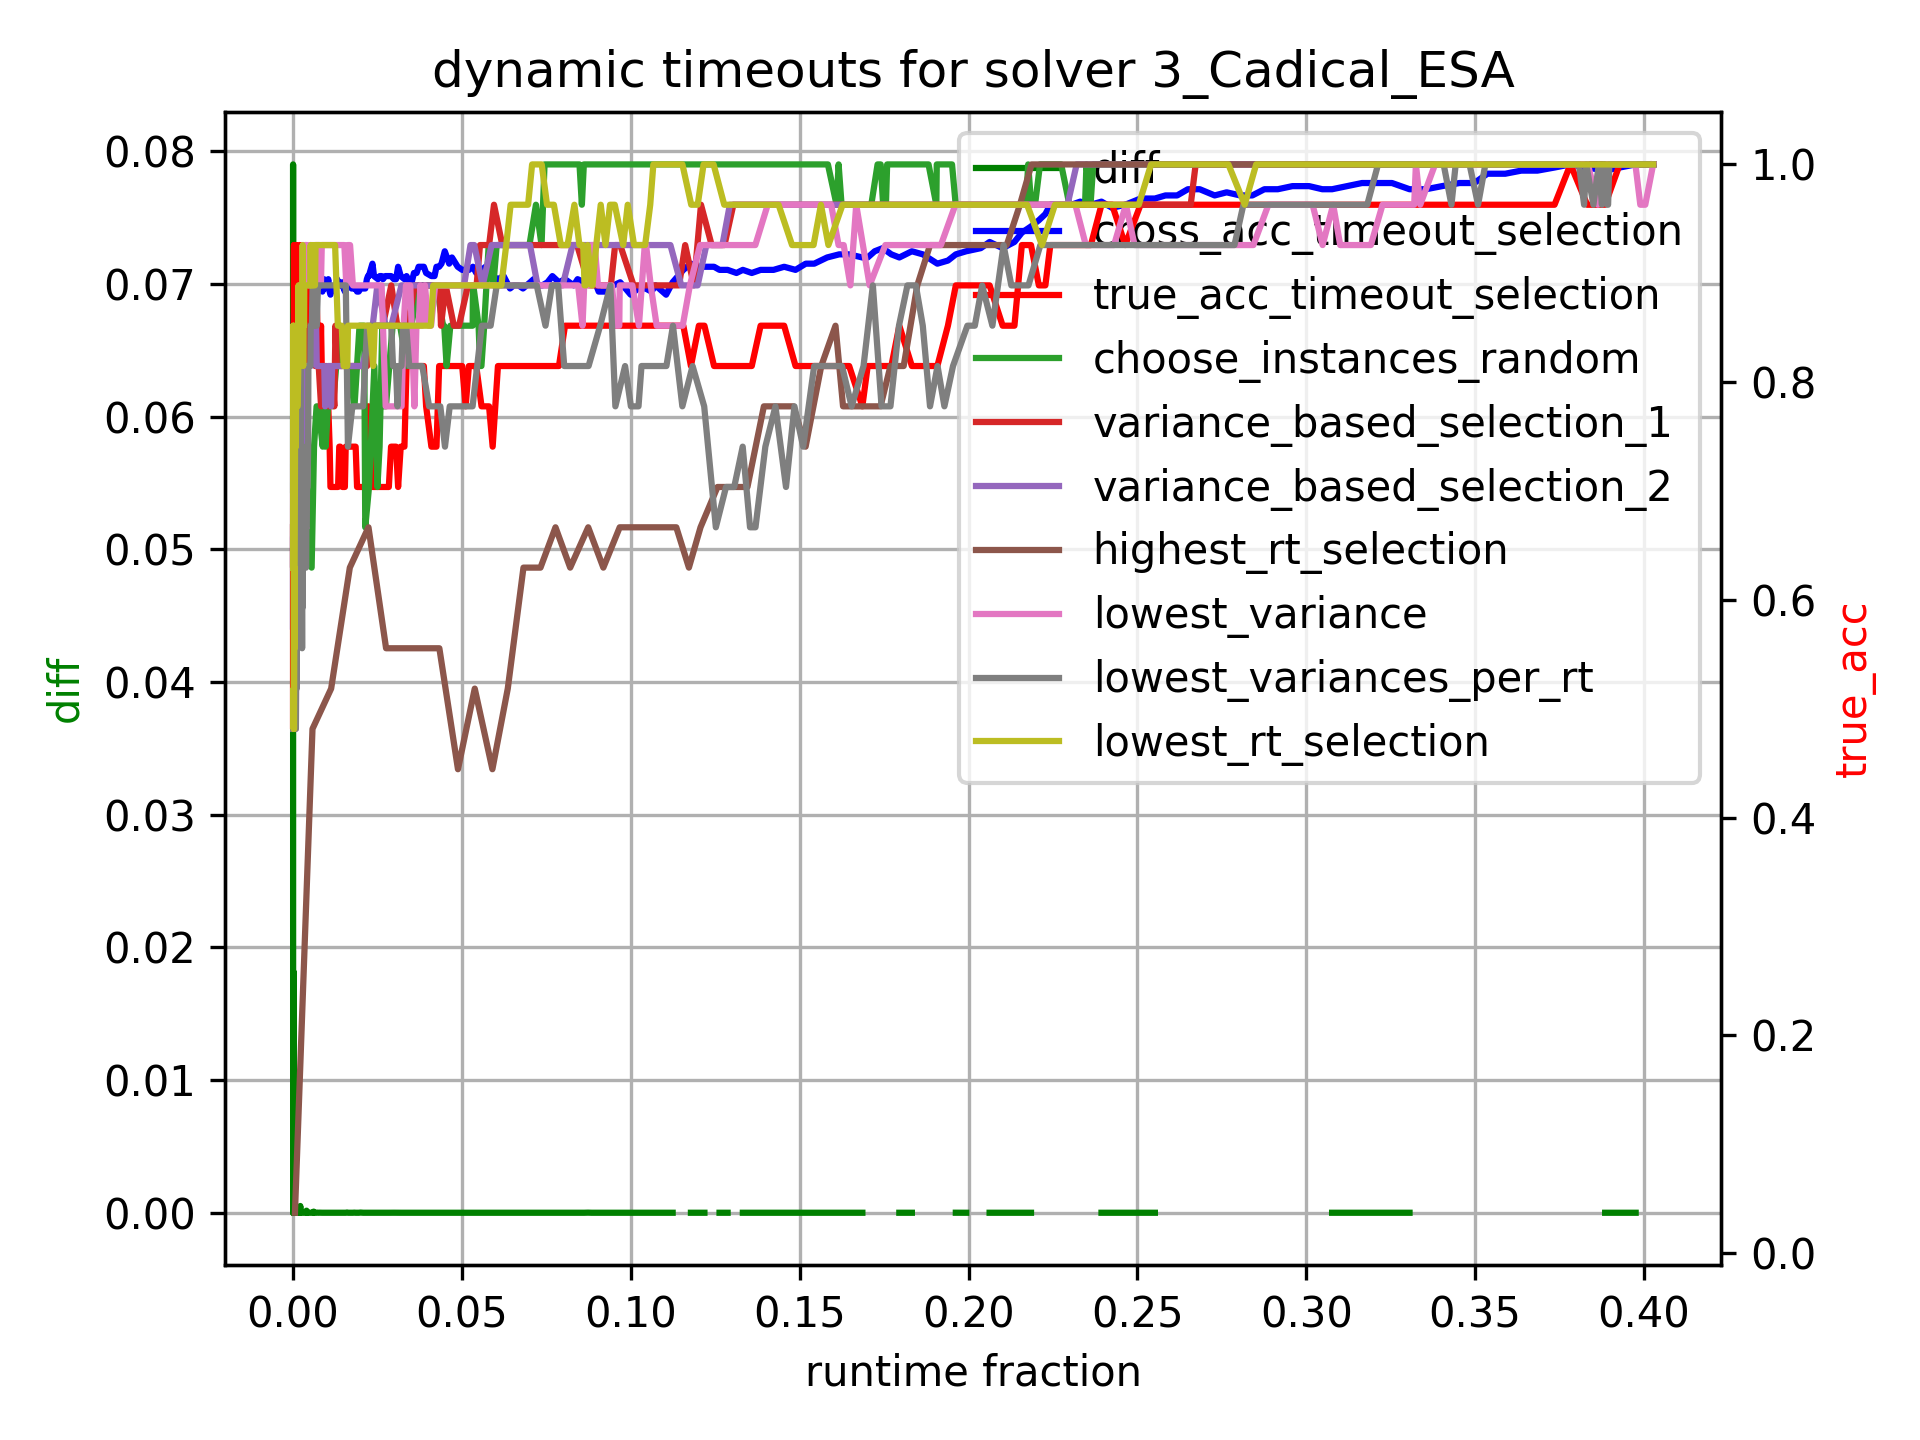 dynamic timeouts for solver 3_Cadical_ESA
0.08
0.07
0.06
0.05
0.04
0.03
0.02
0.01
0.00
diff
diff
cross_acc_timeout_selection
true_acc_timeout_selection
choose_instances_random
variance_based_selection_1
variance_based_selection_2
highest_rt_selection
lowest_variance
lowest_variances_per_rt
lowest_rt_selection
1.0
0.8
0.6
0.4
0.2
0.0
true_acc
0.00 0.05 0.10 0.15 0.20 0.25 0.30 0.35 0.40
runtime fraction